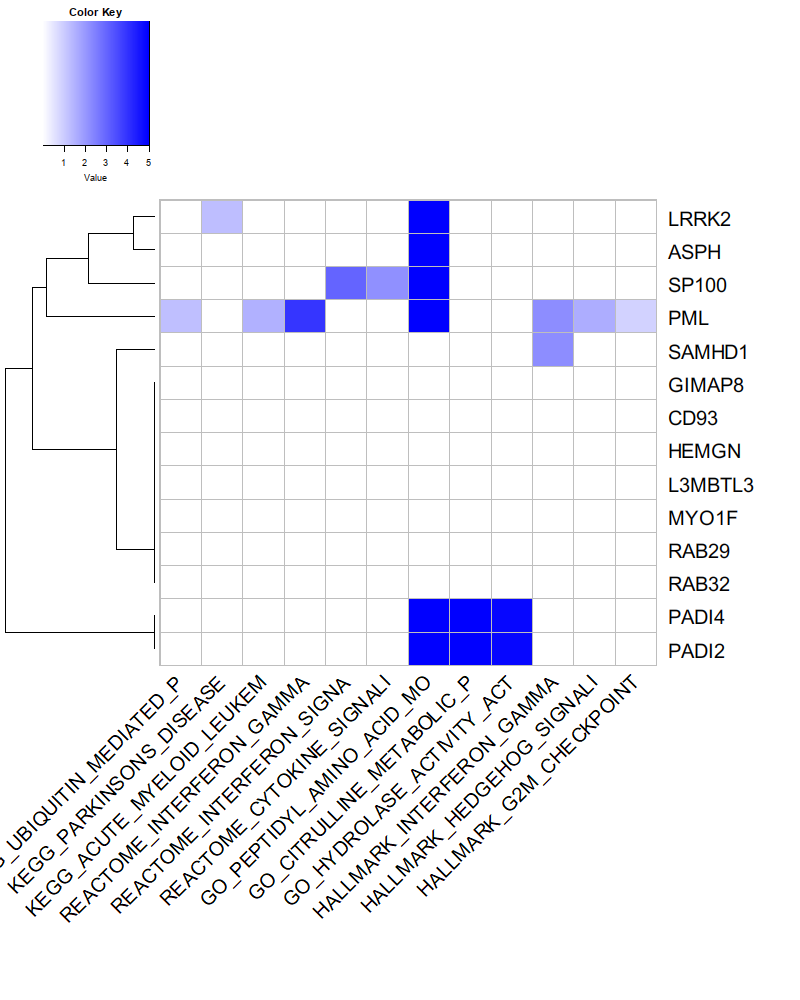 Color Key
1 2 3 4 5
Value
LRRK2
ASPH
SP100
PML
SAMHD1
GIMAP8
CD93
HEMGN
L3MBTL3
MYO1F
RAB29
RAB32
PADI4
PADI2
_UBIQUITIN_MEDIATED_P
KEGG_PARKINSONS_DISEASE
KEGG_ACUTE_MYELOID_LEUKEM
REACTOME_INTERFERON_GAMMA
REACTOME_INTERFERON_SIGNA
REACTOME_CYTOKINE_SIGNALI
GO_PEPTIDYL_AMINO_ACID_MO
GO_CITRULLINE_METABOLIC_P
GO_HYDROLASE_ACTIVITY_ACT
HALLMARK_INTERFERON_GAMMA
HALLMARK_HEDGEHOG_SIGNALI
HALLMARK_G2M_CHECKPOINT